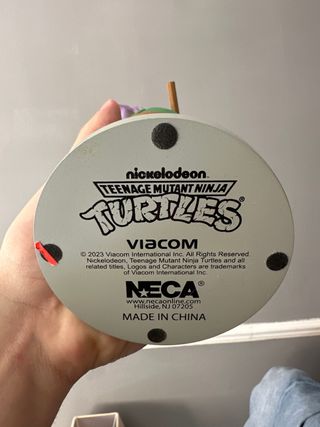 nickelodeon
TEENAGE MUTANT NINJA
TURTLES®
VIACOM
© 2023 Viacom International Inc. All Rights Reserved.
Nickelodeon, Teenage Mutant Ninja Turtles and all
related titles, Logos and Characters are trademarks
of Viacom International Inc.
NECA®
www.necaonline.com
Hillside, NJ 07205
MADE IN CHINA